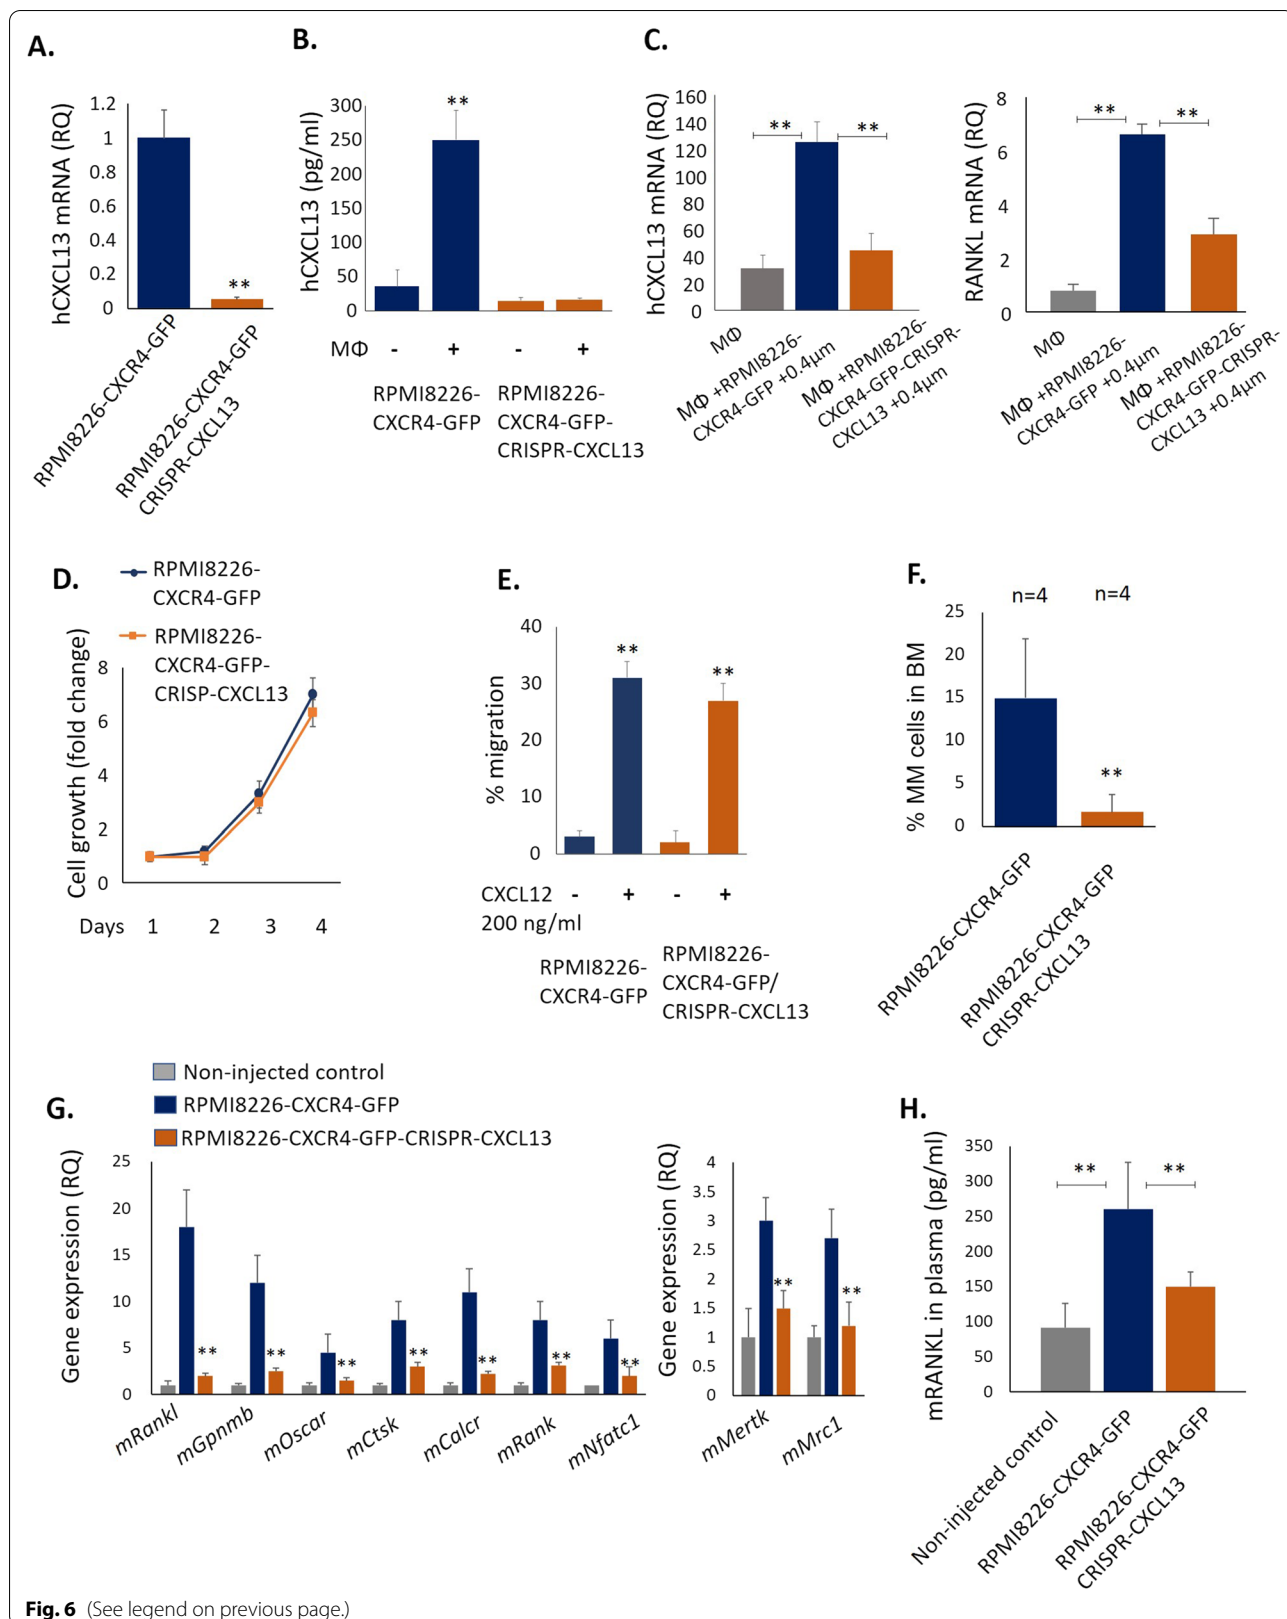 A.
hCXCL13 mRNA (RQ)
1.2
1
0.8
0.6
0.4
0.2
0
**
RPMI8226-CXCR4-GFP
RPMI8226-CXCR4-GFP
CRISPR-CXCL13
B.
hCXCL13 (pg/ml)
300
250
200
150
100
50
0
**
MΦ - + - +
RPMI8226-
CXCR4-GFP
RPMI8226-
CXCR4-GFP-
CRISPR-CXCL13
C.
hCXCL13 mRNA (RQ)
160
140
120
100
80
60
40
20
0
** **
MΦ
MΦ +RPMI8226-
CXCR4-GFP +0.4μm
MΦ +RPMI8226-
CXCR4-GFP-CRISPR-
CXCL13 +0.4μm
RANKL mRNA (RQ)
8
6
4
2
0
** **
MΦ
MΦ +RPMI8226-
CXCR4-GFP +0.4μm
MΦ +RPMI8226-
CXCR4-GFP-CRISPR-
CXCL13 +0.4μm
D.
RPMI8226-
CXCR4-GFP
RPMI8226-
CXCR4-GFP-
CRISP-CXCL13
Cell growth (fold change)
8
6
4
2
0
Days 1 2 3 4
E.
% migration
40
30
20
10
0
** **
CXCL12 - + - +
200 ng/ml
RPMI8226-
CXCR4-GFP
RPMI8226-
CXCR4-GFP/
CRISPR-CXCL13
F.
n=4 n=4
% MM cells in BM
25
20
15
10
5
0
**
RPMI8226-CXCR4-GFP
RPMI8226-CXCR4-GFP
CRISPR-CXCL13
Non-injected control
RPMI8226-CXCR4-GFP
RPMI8226-CXCR4-GFP-CRISPR-CXCL13
G.
Gene expression (RQ)
25
20
15
10
5
0
** ** ** ** ** ** **
mRankl
mGpnmb
mOscar
mCtsk
mCalcr
mRank
mNfatc1
Gene expression (RQ)
4
3.5
3
2.5
2
1.5
1
0.5
0
** **
mMertk
mMrc1
H.
mRANKL in plasma (pg/ml)
350
300
250
200
150
100
50
0
** **
Non-injected control
RPMI8226-CXCR4-GFP
RPMI8226-CXCR4-GFP
CRISPR-CXCL13
Fig. 6 (See legend on previous page.)